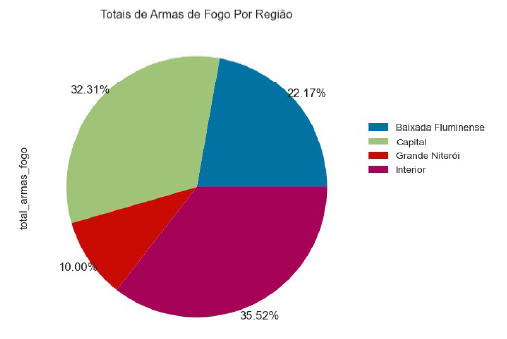 Totais de Armas de Fogo Por Região
32.31%
22.17%
10.00%
35.52%
total_armas_fogo
Baixada Fluminense
Capital
Grande Niterói
Interior